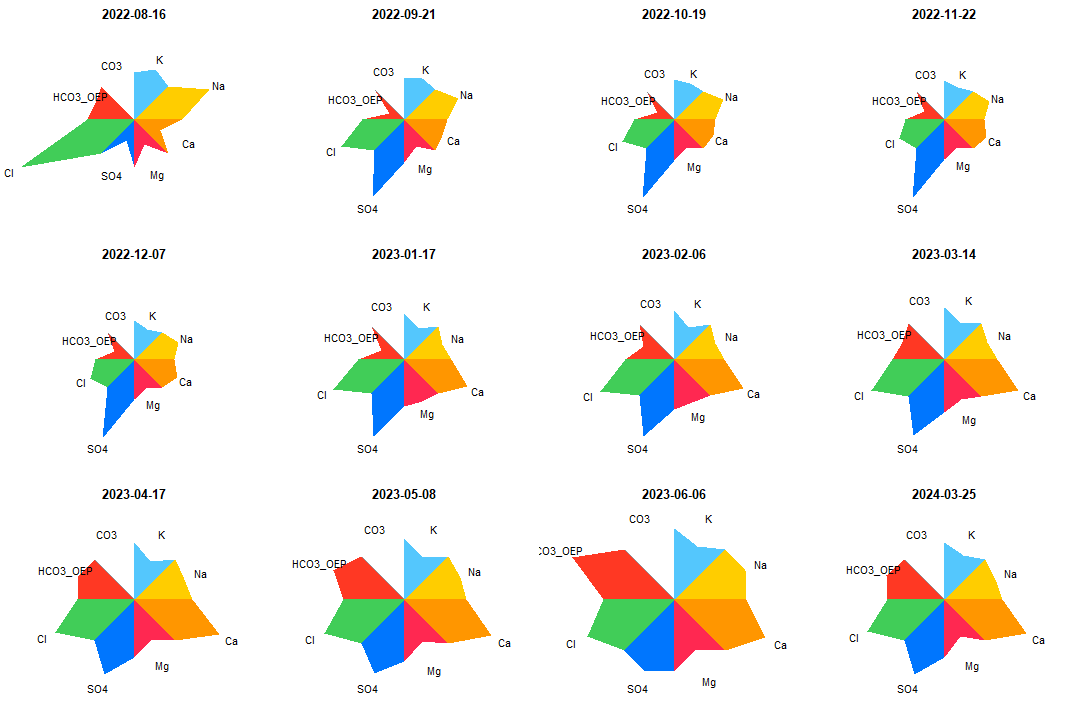 2022-08-16
CO3
K
Na
HCO3_OEP
Ca
Cl
SO4
Mg
2022-09-21
CO3
K
Na
HCO3_OEP
Ca
Cl
Mg
SO4
2022-10-19
CO3
K
Na
HCO3_OEP
Ca
Cl
Mg
SO4
2022-11-22
CO3
K
Na
HCO3_OEP
Ca
Cl
Mg
SO4
2022-12-07
CO3
K
Na
HCO3_OEP
Ca
Cl
Mg
SO4
2023-01-17
CO3
K
Na
HCO3_OEP
Ca
Cl
Mg
SO4
2023-02-06
CO3
K
Na
HCO3_OEP
Ca
Cl
Mg
SO4
2023-03-14
CO3
K
Na
HCO3_OEP
Ca
Cl
Mg
SO4
2023-04-17
CO3
K
HCO3_OEP
Na
Cl
Ca
Mg
SO4
2023-05-08
CO3
K
HCO3_OEP
Na
Cl
Ca
Mg
SO4
2023-06-06
CO3
K
CO3_OEP
Na
Cl
Ca
Mg
SO4
2024-03-25
CO3
K
HCO3_OEP
Na
Cl
Ca
Mg
SO4